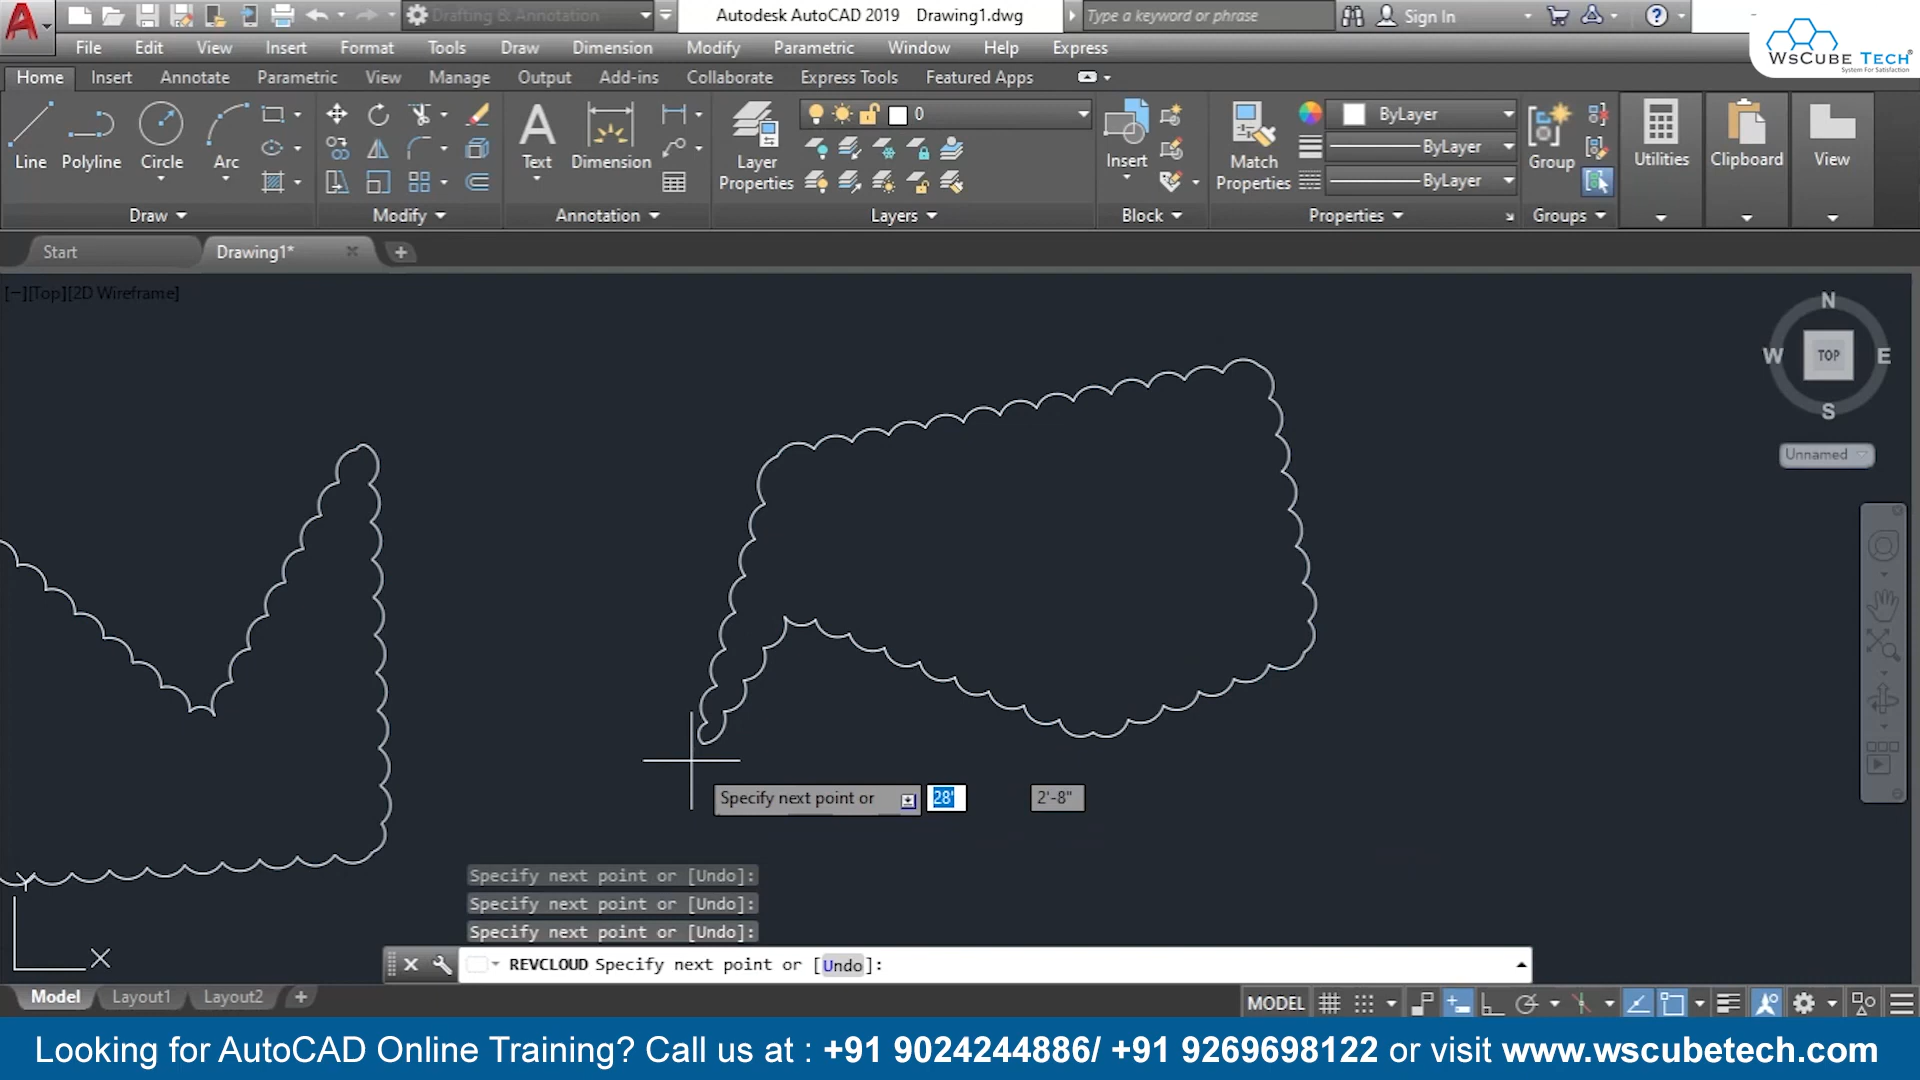 Drafting & Annotation
Autodesk AutoCAD 2019 Drawing1.dwg
Type a keyword or phrase
Sign In
WsCube Tech
System For Satisfaction
File Edit View Insert Format Tools Draw Dimension Modify Parametric Window Help Express
Home Insert Annotate Parametric View Manage Output Add-ins Collaborate Express Tools Featured Apps
0
ByLayer
ByLayer
ByLayer
Line Polyline Circle Arc
Text Dimension
Layer Properties
Insert
Match Properties
Group
Utilities Clipboard View
Draw Modify Annotation Layers Block Properties Groups
Start Drawing1*
[−][Top][2D Wireframe]
N
W TOP E
S
Unnamed
Specify next point or 28' 2'-8"
Specify next point or [Undo]:
Specify next point or [Undo]:
Specify next point or [Undo]:
Y
X
REVCLOUD Specify next point or [Undo]:
Model Layout1 Layout2
MODEL
Looking for AutoCAD Online Training? Call us at : +91 9024244886/ +91 9269698122 or visit www.wscubetech.com